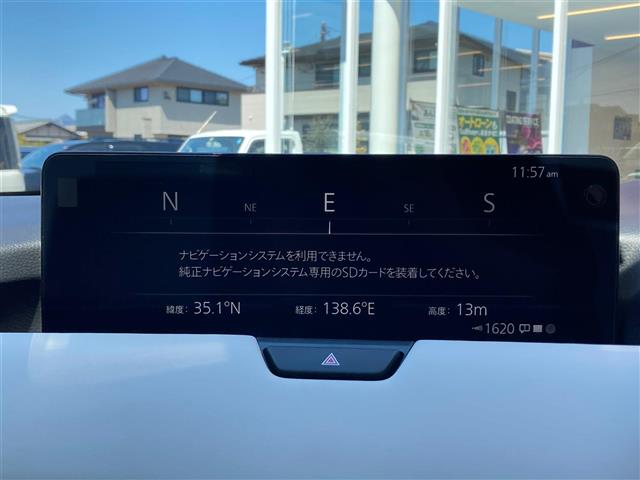 11:57am
N NE E SE S
ナビゲーションシステムを利用できません。
純正ナビゲーションシステム専用のSDカードを装着してください。
緯度: 35.1°N 経度: 138.6°E 高度: 13m
1620
オートローン